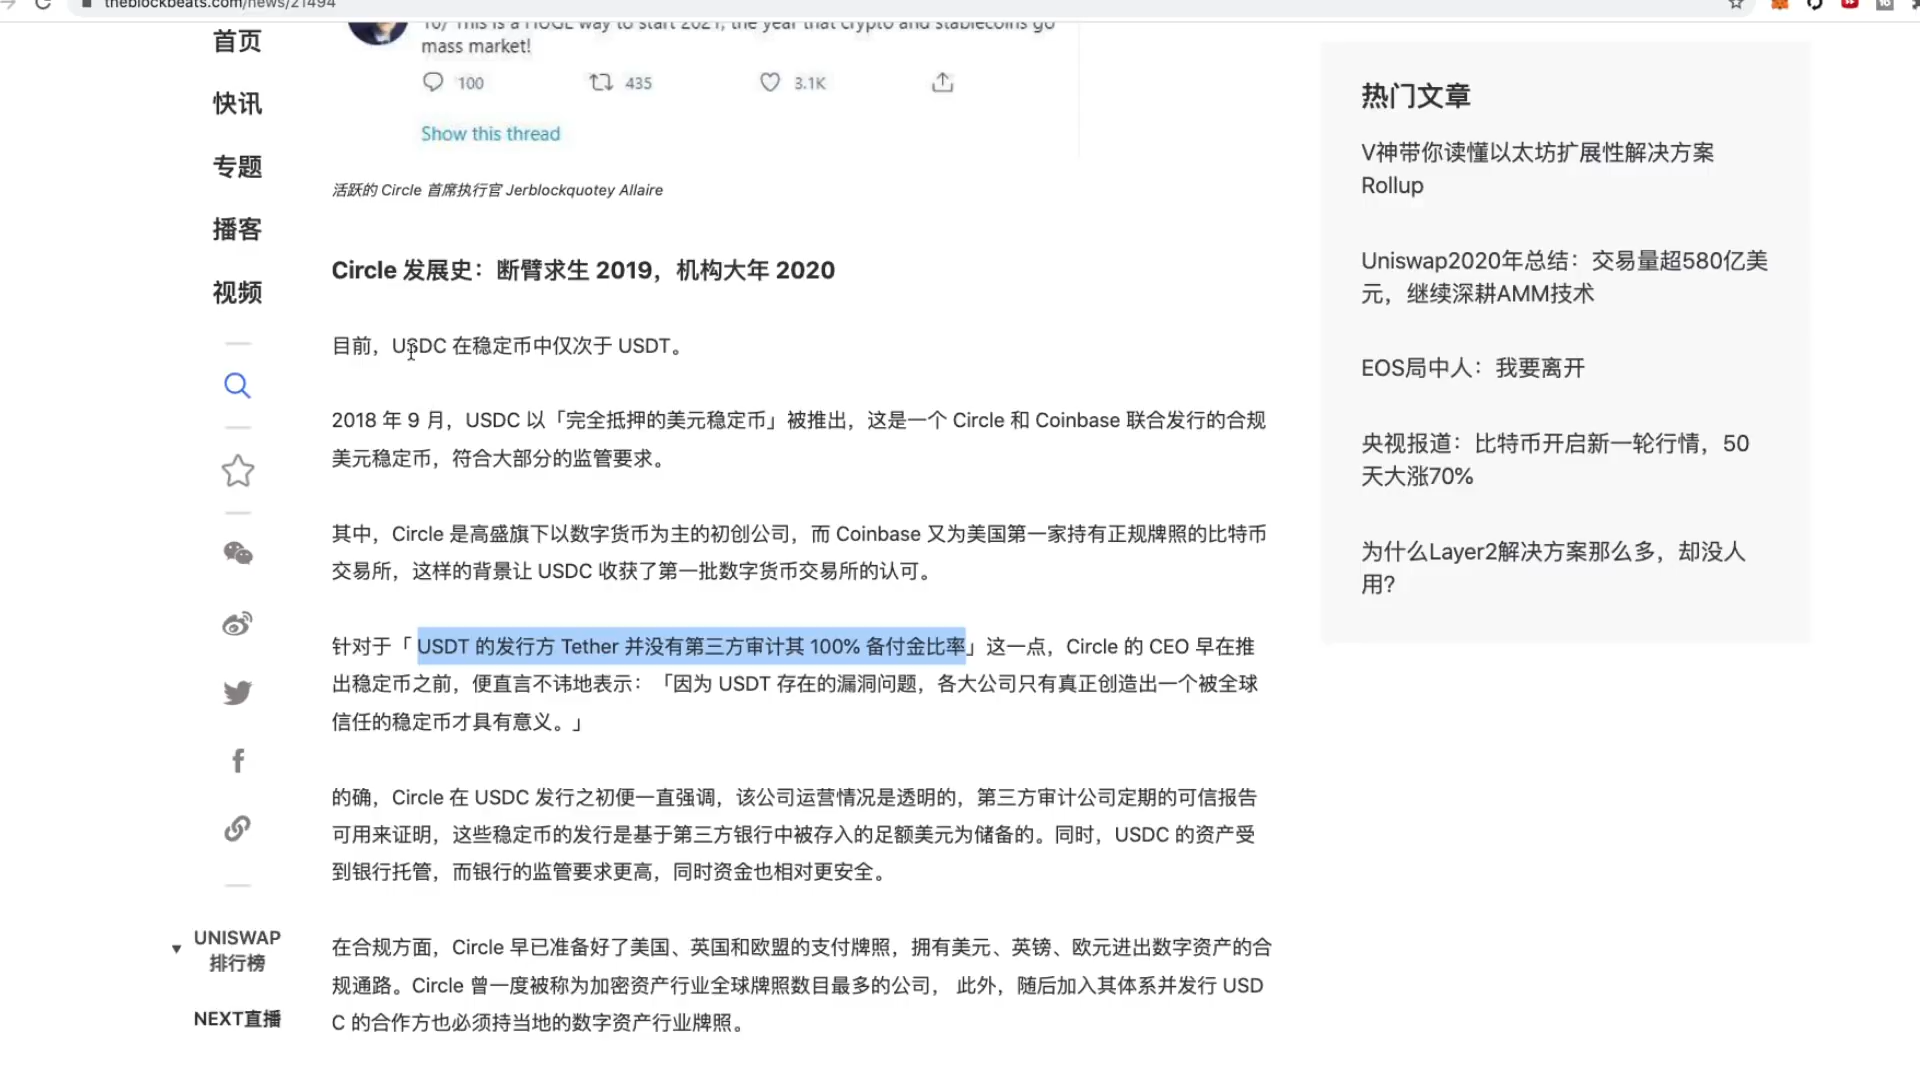 theblockbeats.com/news/21494
首页
快讯
专题
播客
视频
UNISWAP
排行榜
NEXT直播
10/ This is a HUGE way to start 2021, the year that crypto and stablecoins go
mass market!
100 435 3.1K
Show this thread
活跃的 Circle 首席执行官 Jerblockquotey Allaire
Circle 发展史：断臂求生 2019，机构大年 2020
目前，USDC 在稳定币中仅次于 USDT。
2018 年 9 月，USDC 以「完全抵押的美元稳定币」被推出，这是一个 Circle 和 Coinbase 联合发行的合规
美元稳定币，符合大部分的监管要求。
其中，Circle 是高盛旗下以数字货币为主的初创公司，而 Coinbase 又为美国第一家持有正规牌照的比特币
交易所，这样的背景让 USDC 收获了第一批数字货币交易所的认可。
针对于「 USDT 的发行方 Tether 并没有第三方审计其 100% 备付金比率」这一点，Circle 的 CEO 早在推
出稳定币之前，便直言不讳地表示：「因为 USDT 存在的漏洞问题，各大公司只有真正创造出一个被全球
信任的稳定币才具有意义。」
的确，Circle 在 USDC 发行之初便一直强调，该公司运营情况是透明的，第三方审计公司定期的可信报告
可用来证明，这些稳定币的发行是基于第三方银行中被存入的足额美元为储备的。同时，USDC 的资产受
到银行托管，而银行的监管要求更高，同时资金也相对更安全。
在合规方面，Circle 早已准备好了美国、英国和欧盟的支付牌照，拥有美元、英镑、欧元进出数字资产的合
规通路。Circle 曾一度被称为加密资产行业全球牌照数目最多的公司， 此外，随后加入其体系并发行 USD
C 的合作方也必须持当地的数字资产行业牌照。
热门文章
V神带你读懂以太坊扩展性解决方案
Rollup
Uniswap2020年总结：交易量超580亿美
元，继续深耕AMM技术
EOS局中人：我要离开
央视报道：比特币开启新一轮行情，50
天大涨70%
为什么Layer2解决方案那么多，却没人
用?